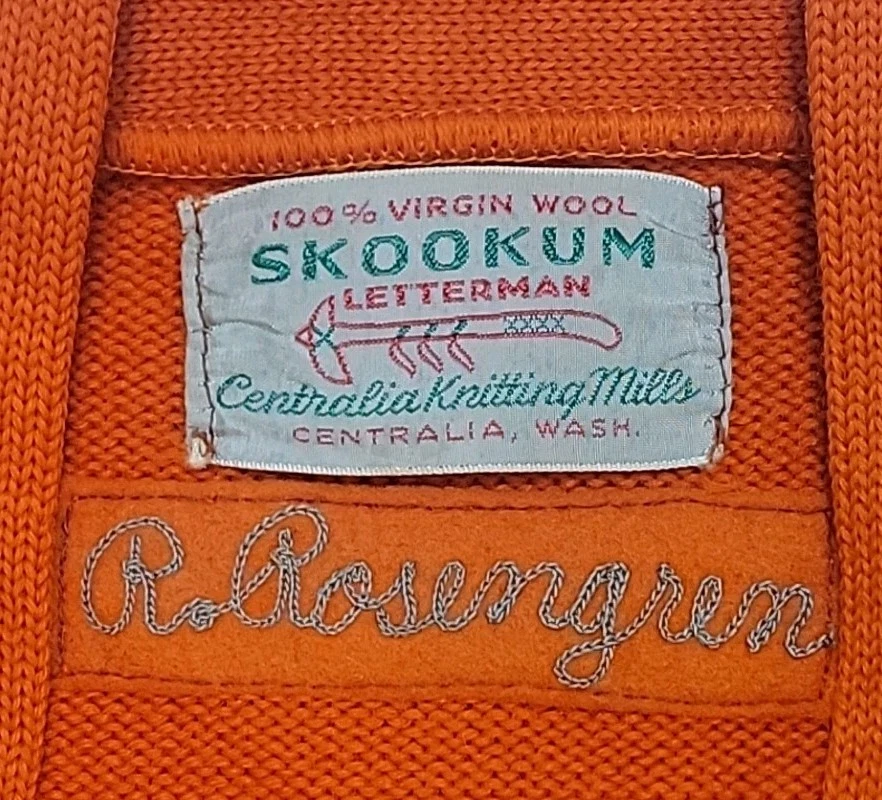 100% VIRGIN WOOL
SKOOKUM
LETTERMAN
Centralia Knitting Mills
CENTRALIA, WASH.
R. Rosengren